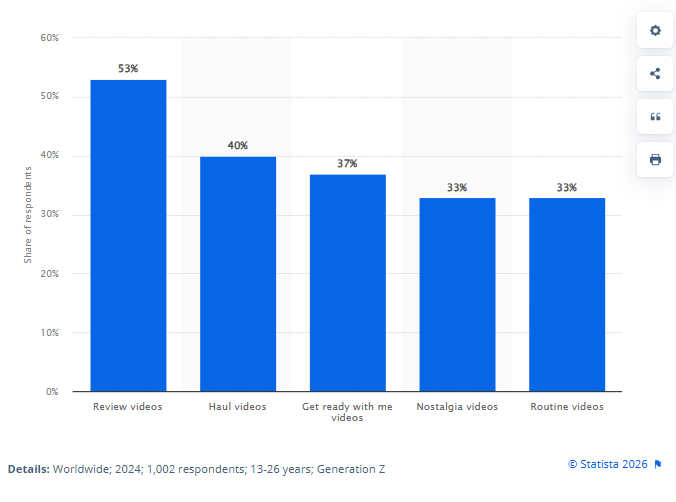 60%
50%
40%
30%
20%
10%
0%
Share of respondents
53%
40%
37%
33%
33%
Review videos
Haul videos
Get ready with me
videos
Nostalgia videos
Routine videos
© Statista 2026
Details: Worldwide; 2024; 1,002 respondents; 13-26 years; Generation Z